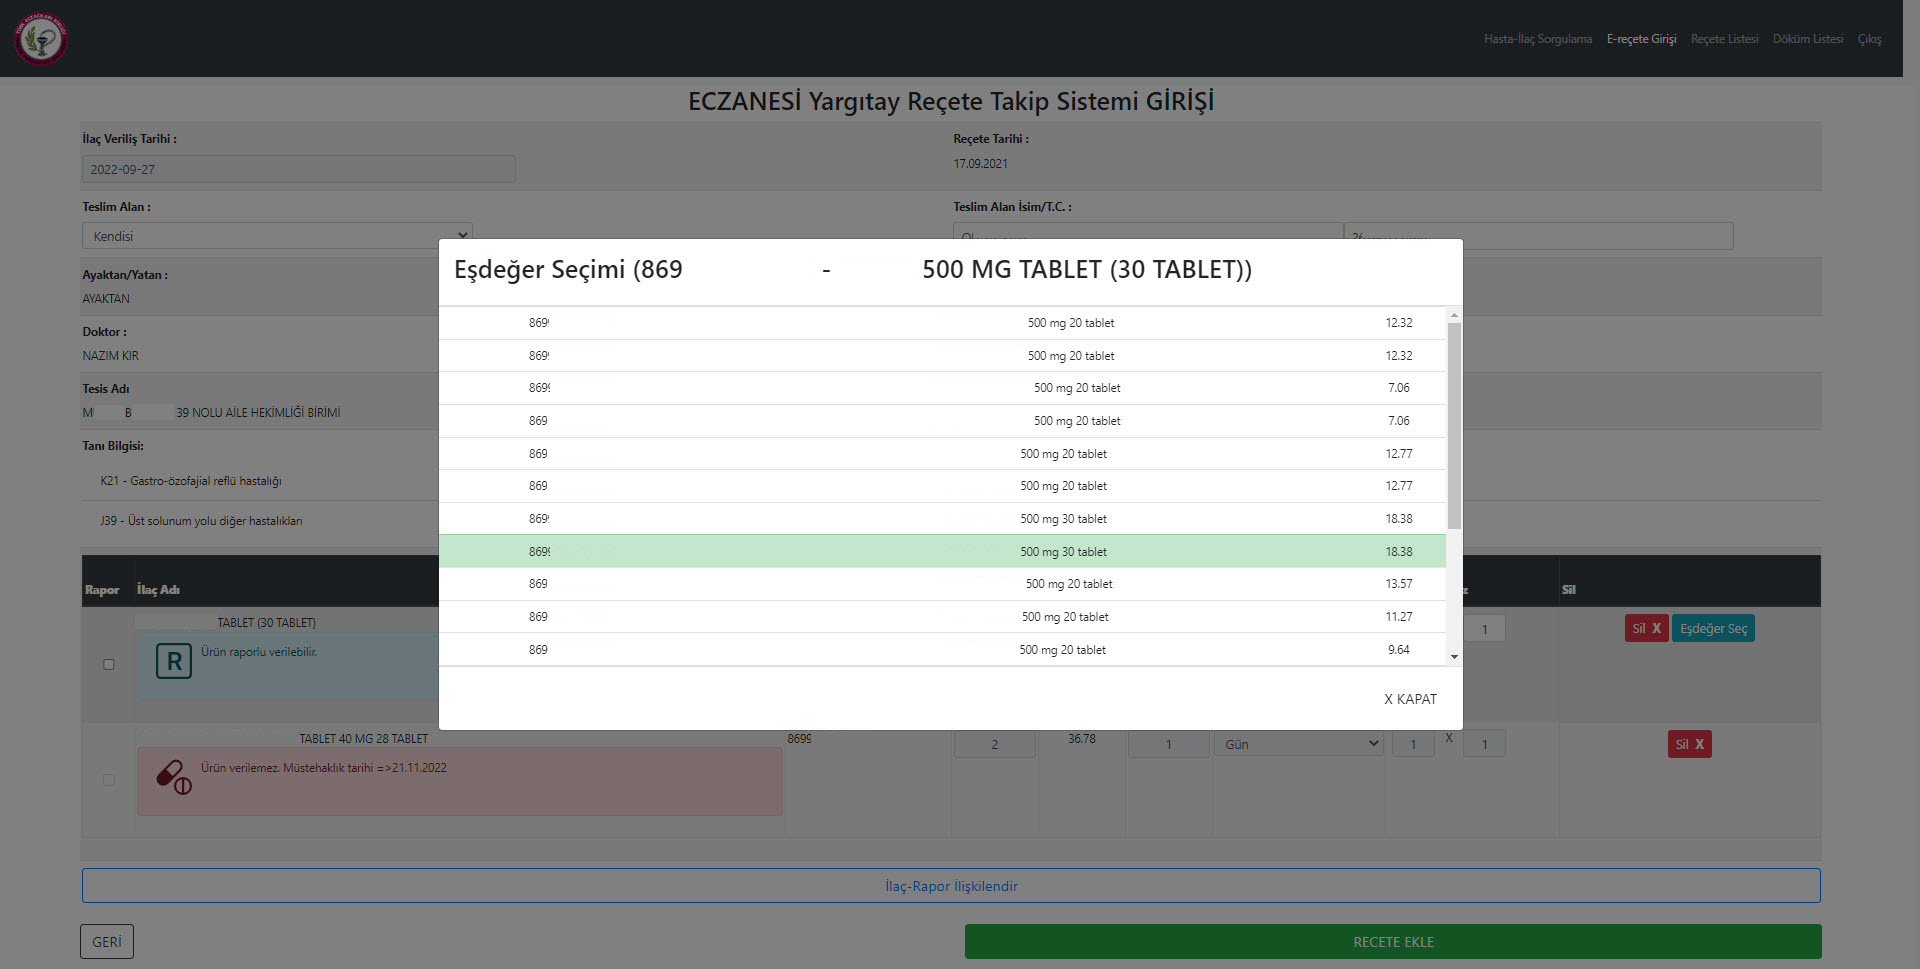 Hasta-İlaç Sorgulama E-reçete Girişi Reçete Listesi Döküm Listesi Çıkış
ECZANESİ Yargıtay Reçete Takip Sistemi GİRİŞİ
İlaç Veriliş Tarihi :
2022-09-27
Reçete Tarihi :
17.09.2021
Teslim Alan :
Kendisi
Teslim Alan İsim/T.C. :
Ayaktan/Yatan :
AYAKTAN
Doktor :
NAZIM KIR
Tesis Adı
M B 39 NOLU AİLE HEKİMLİĞİ BİRİMİ
Tanı Bilgisi:
K21 - Gastro-özofajial reflü hastalığı
J39 - Üst solunum yolu diğer hastalıkları
Eşdeğer Seçimi (869 - 500 MG TABLET (30 TABLET))
869 500 mg 20 tablet 12.32
869 500 mg 20 tablet 12.32
8699 500 mg 20 tablet 7.06
869 500 mg 20 tablet 7.06
869 500 mg 20 tablet 12.77
869 500 mg 20 tablet 12.77
869 500 mg 30 tablet 18.38
8699 500 mg 30 tablet 18.38
869 500 mg 20 tablet 13.57
869 500 mg 20 tablet 11.27
869 500 mg 20 tablet 9.64
X KAPAT
Rapor İlaç Adı Sil
TABLET (30 TABLET)
R Ürün raporlu verilebilir.
1 Sil X Eşdeğer Seç
TABLET 40 MG 28 TABLET 8699 2 36.78 1 Gün 1 X 1 Sil X
Ürün verilemez. Müstehaklık tarihi =>21.11.2022
İlaç-Rapor İlişkilendir
GERİ
RECETE EKLE